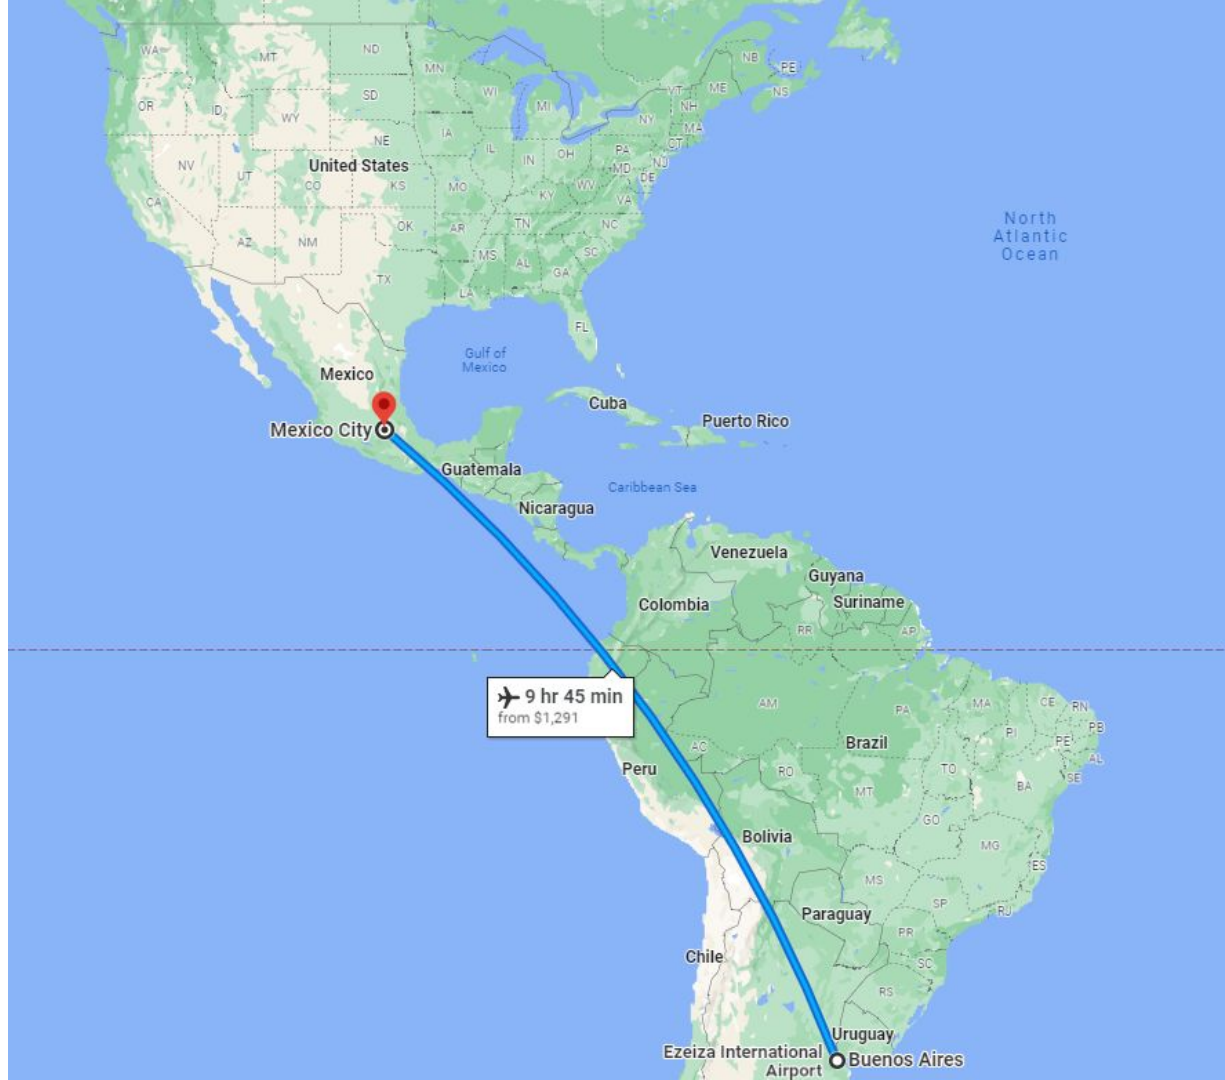 WA
MT
ND
MN
NB
PE
OR
ID
SD
WI
MI
VT
ME
NS
WY
NH
NY
MA
NE
IA
CT
NV
UT
United States
IL
IN
OH
PA
NJ
MD
DE
CO
KS
MO
WV
KY
VA
CA
OK
AR
TN
NC
North
Atlantic
Ocean
AZ
NM
MS
AL
SC
GA
TX
LA
FL
Gulf of
Mexico
Mexico
Cuba
Puerto Rico
Mexico City
Guatemala
Caribbean Sea
Nicaragua
Venezuela
Guyana
Colombia
Suriname
RR
AP
9 hr 45 min
from $1,291
AM
PA
MA
CE
RN
PI
PB
PE
AC
Brazil
AL
Peru
RO
TO
SE
MT
BA
GO
Bolivia
MG
ES
MS
SP
RJ
Paraguay
PR
Chile
SC
RS
Uruguay
Ezeiza International
Airport
Buenos Aires